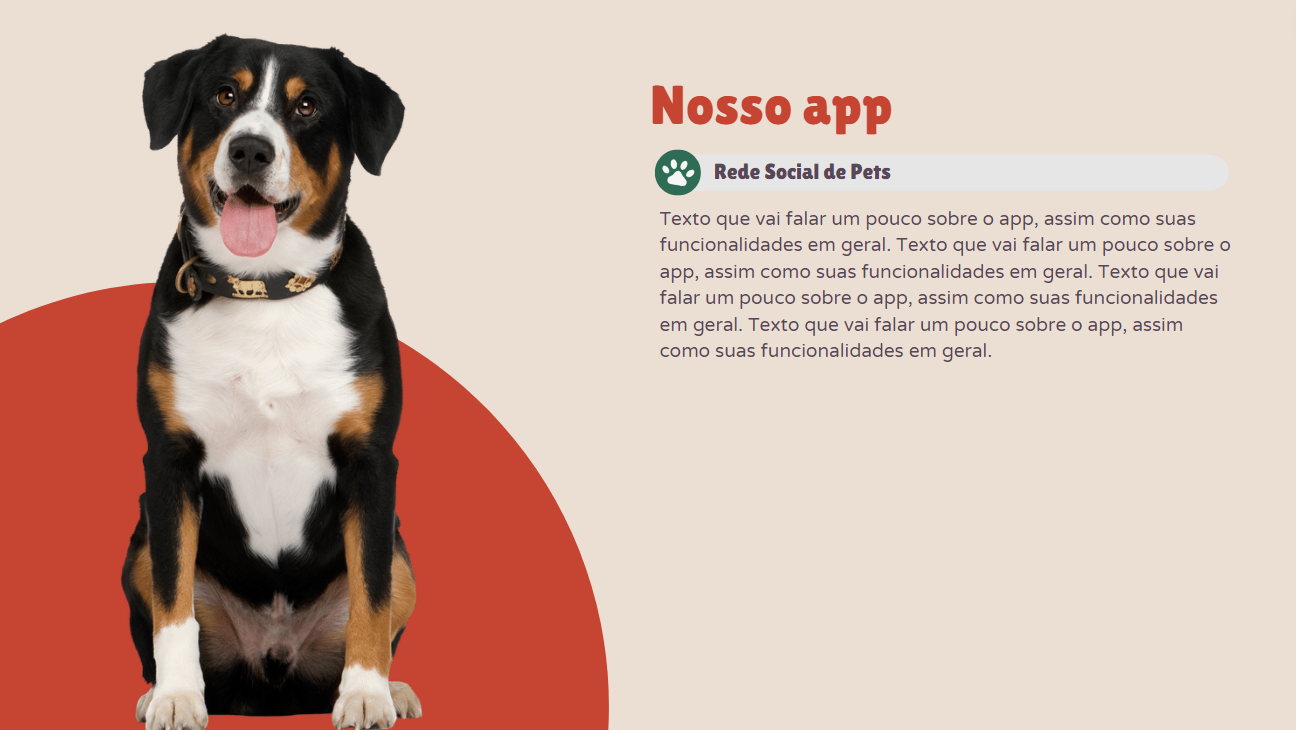 Nosso app
Rede Social de Pets
Texto que vai falar um pouco sobre o app, assim como suas
funcionalidades em geral. Texto que vai falar um pouco sobre o
app, assim como suas funcionalidades em geral. Texto que vai
falar um pouco sobre o app, assim como suas funcionalidades
em geral. Texto que vai falar um pouco sobre o app, assim
como suas funcionalidades em geral.